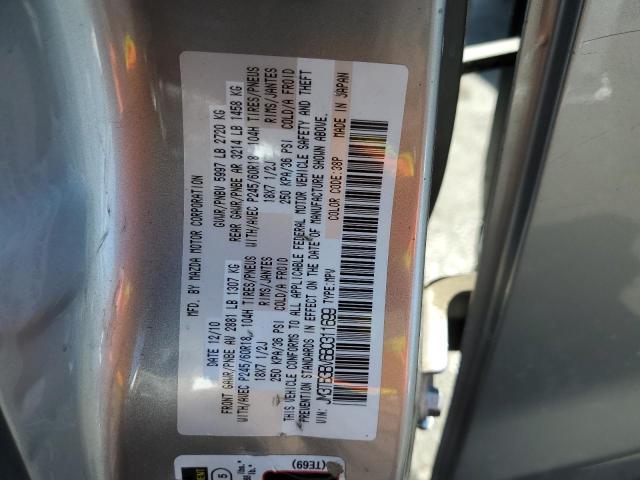 MFD. BY MAZDA MOTOR CORPORATION
12/10 GVWR/PNBV 5997 LB 2720 KG
FRONT GAWR/PNBE AV 2881 LB 1307 KG REAR GAWR/PNBE AR 3214 LB 1458 KG
WITH/AVEC P245/60R18 104H TIRES/PNEUS WITH/AVEC P245/60R18 104H TIRES/PNEUS
18X7 1/2J RIMS/JANTES 18X7 1/2J RIMS/JANTES
250 KPA/36 PSI COLD/A FROID 250 KPA/36 PSI COLD/A FROID
THIS VEHICLE CONFORMS TO ALL APPLICABLE FEDERAL MOTOR VEHICLE SAFETY AND THEFT
PREVENTION STANDARDS IN EFFECT ON THE DATE OF MANUFACTURE SHOWN ABOVE.
VIN: TYPE:MPV COLOR CODE:38P MADE IN JAPAN
(TE69)